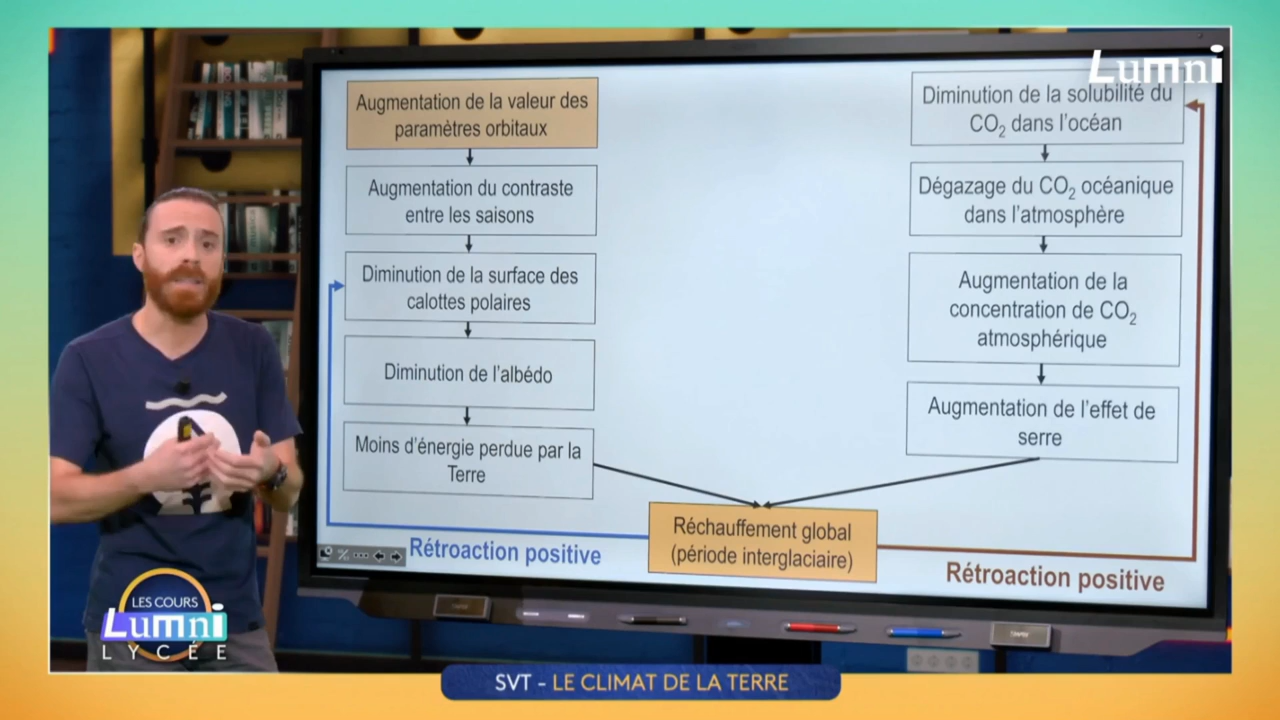 Lumni
Augmentation de la valeur des
paramètres orbitaux
Augmentation du contraste
entre les saisons
Diminution de la surface des
calottes polaires
Diminution de l'albédo
Moins d'énergie perdue par la
Terre
Diminution de la solubilité du
CO₂ dans l'océan
Dégazage du CO₂ océanique
dans l'atmosphère
Augmentation de la
concentration de CO₂
atmosphérique
Augmentation de l'effet de
serre
Réchauffement global
(période interglaciaire)
Rétroaction positive
Rétroaction positive
LES COURS
Lumni
LYCÉE
SVT - LE CLIMAT DE LA TERRE